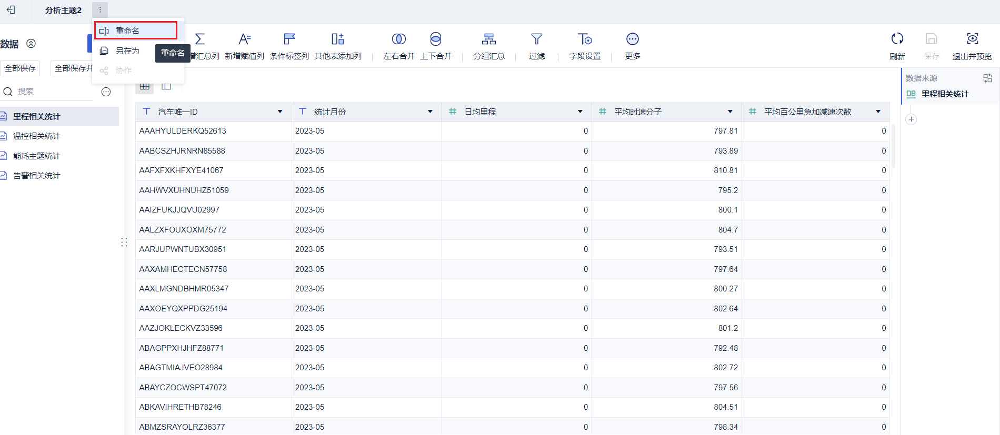 分析主题2
重命名
另存为
协作
重命名
数据
全部保存
全部保存并
搜索
里程相关统计
温控相关统计
能耗主题统计
告警相关统计
增汇总列
新增赋值列
条件标签列
其他表添加列
左右合并
上下合并
分组汇总
过滤
字段设置
更多
刷新
保存
退出并预览
数据来源
DB 里程相关统计
T 汽车唯一ID T 统计月份 # 日均里程 # 平均时速分子 # 平均百公里急加减速次数
AAAHYULDERKQ52613 2023-05 0 797.81 0
AABCSZHJRNRN85588 2023-05 0 793.89 0
AAFXFXKHFXYE41067 2023-05 0 810.81 0
AAHWVXUHNUHZ51059 2023-05 0 795.2 0
AAIZFUKJJQVU02997 2023-05 0 800.1 0
AALZXFOUXOXM75772 2023-05 0 804.7 0
AARJUPWNTUBX30951 2023-05 0 793.51 0
AAXAMHECTECN57758 2023-05 0 797.64 0
AAXLMGNDBHMR05347 2023-05 0 800.27 0
AAXOEYQXPPDG25194 2023-05 0 802.64 0
AAZJOKLECKVZ33596 2023-05 0 801.2 0
ABAGPPXHJHFZ88771 2023-05 0 792.48 0
ABAGTMIAJVEO28984 2023-05 0 802.72 0
ABAYCZOCWSPT47072 2023-05 0 797.56 0
ABKAVIHRETHB78246 2023-05 0 804.51 0
ABMZSRAYOLRZ36377 2023-05 0 798.34 0